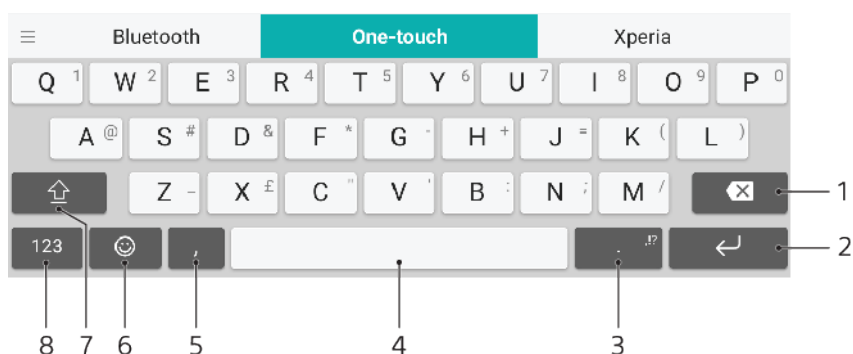 Bluetooth One-touch Xperia
Q 1 W 2 E 3 R 4 T 5 Y 6 U 7 I 8 O 9 P 0
A @ S # D & F * G - H + J = K ( L )
Z _ X £ C " V ' B : N ; M / 1
123 , . ,!? 2
8 7 6 5 4 3